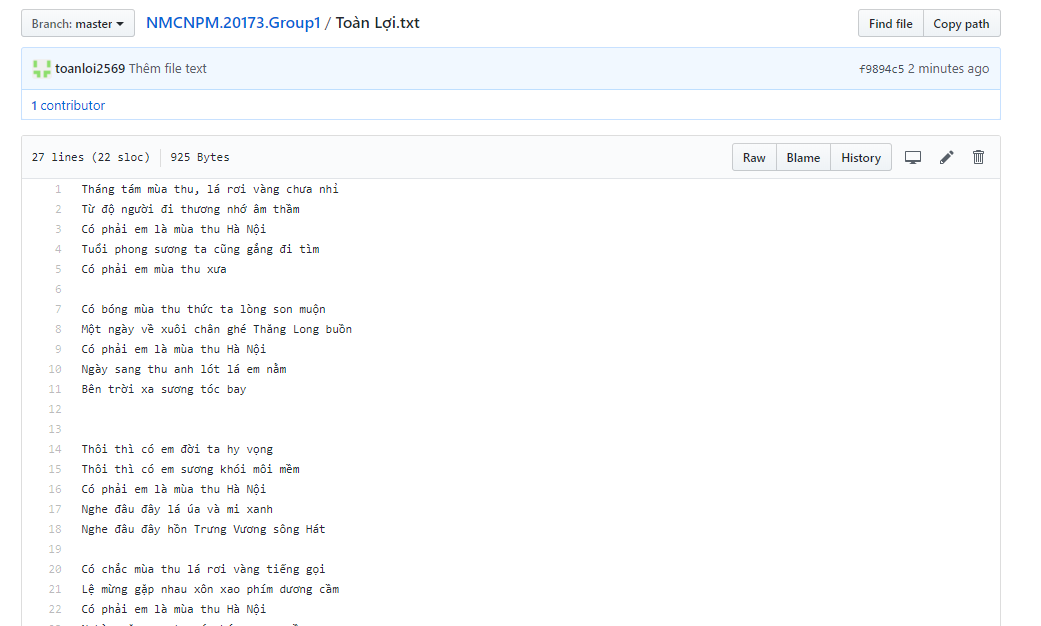 Branch: master NMCNPM.20173.Group1 / Toàn Lợi.txt Find file Copy path
toanloi2569 Thêm file text f9894c5 2 minutes ago
1 contributor
27 lines (22 sloc) 925 Bytes Raw Blame History
1 Tháng tám mùa thu, lá rơi vàng chưa nhỉ
2 Từ độ người đi thương nhớ âm thầm
3 Có phải em là mùa thu Hà Nội
4 Tuổi phong sương ta cũng gắng đi tìm
5 Có phải em mùa thu xưa
6
7 Có bóng mùa thu thức ta lòng son muộn
8 Một ngày về xuôi chân ghé Thăng Long buồn
9 Có phải em là mùa thu Hà Nội
10 Ngày sang thu anh lót lá em nằm
11 Bên trời xa sương tóc bay
12
13
14 Thôi thì có em đời ta hy vọng
15 Thôi thì có em sương khói môi mềm
16 Có phải em là mùa thu Hà Nội
17 Nghe đâu đây lá úa và mi xanh
18 Nghe đâu đây hồn Trưng Vương sông Hát
19
20 Có chắc mùa thu lá rơi vàng tiếng gọi
21 Lệ mừng gặp nhau xôn xao phím dương cầm
22 Có phải em là mùa thu Hà Nội